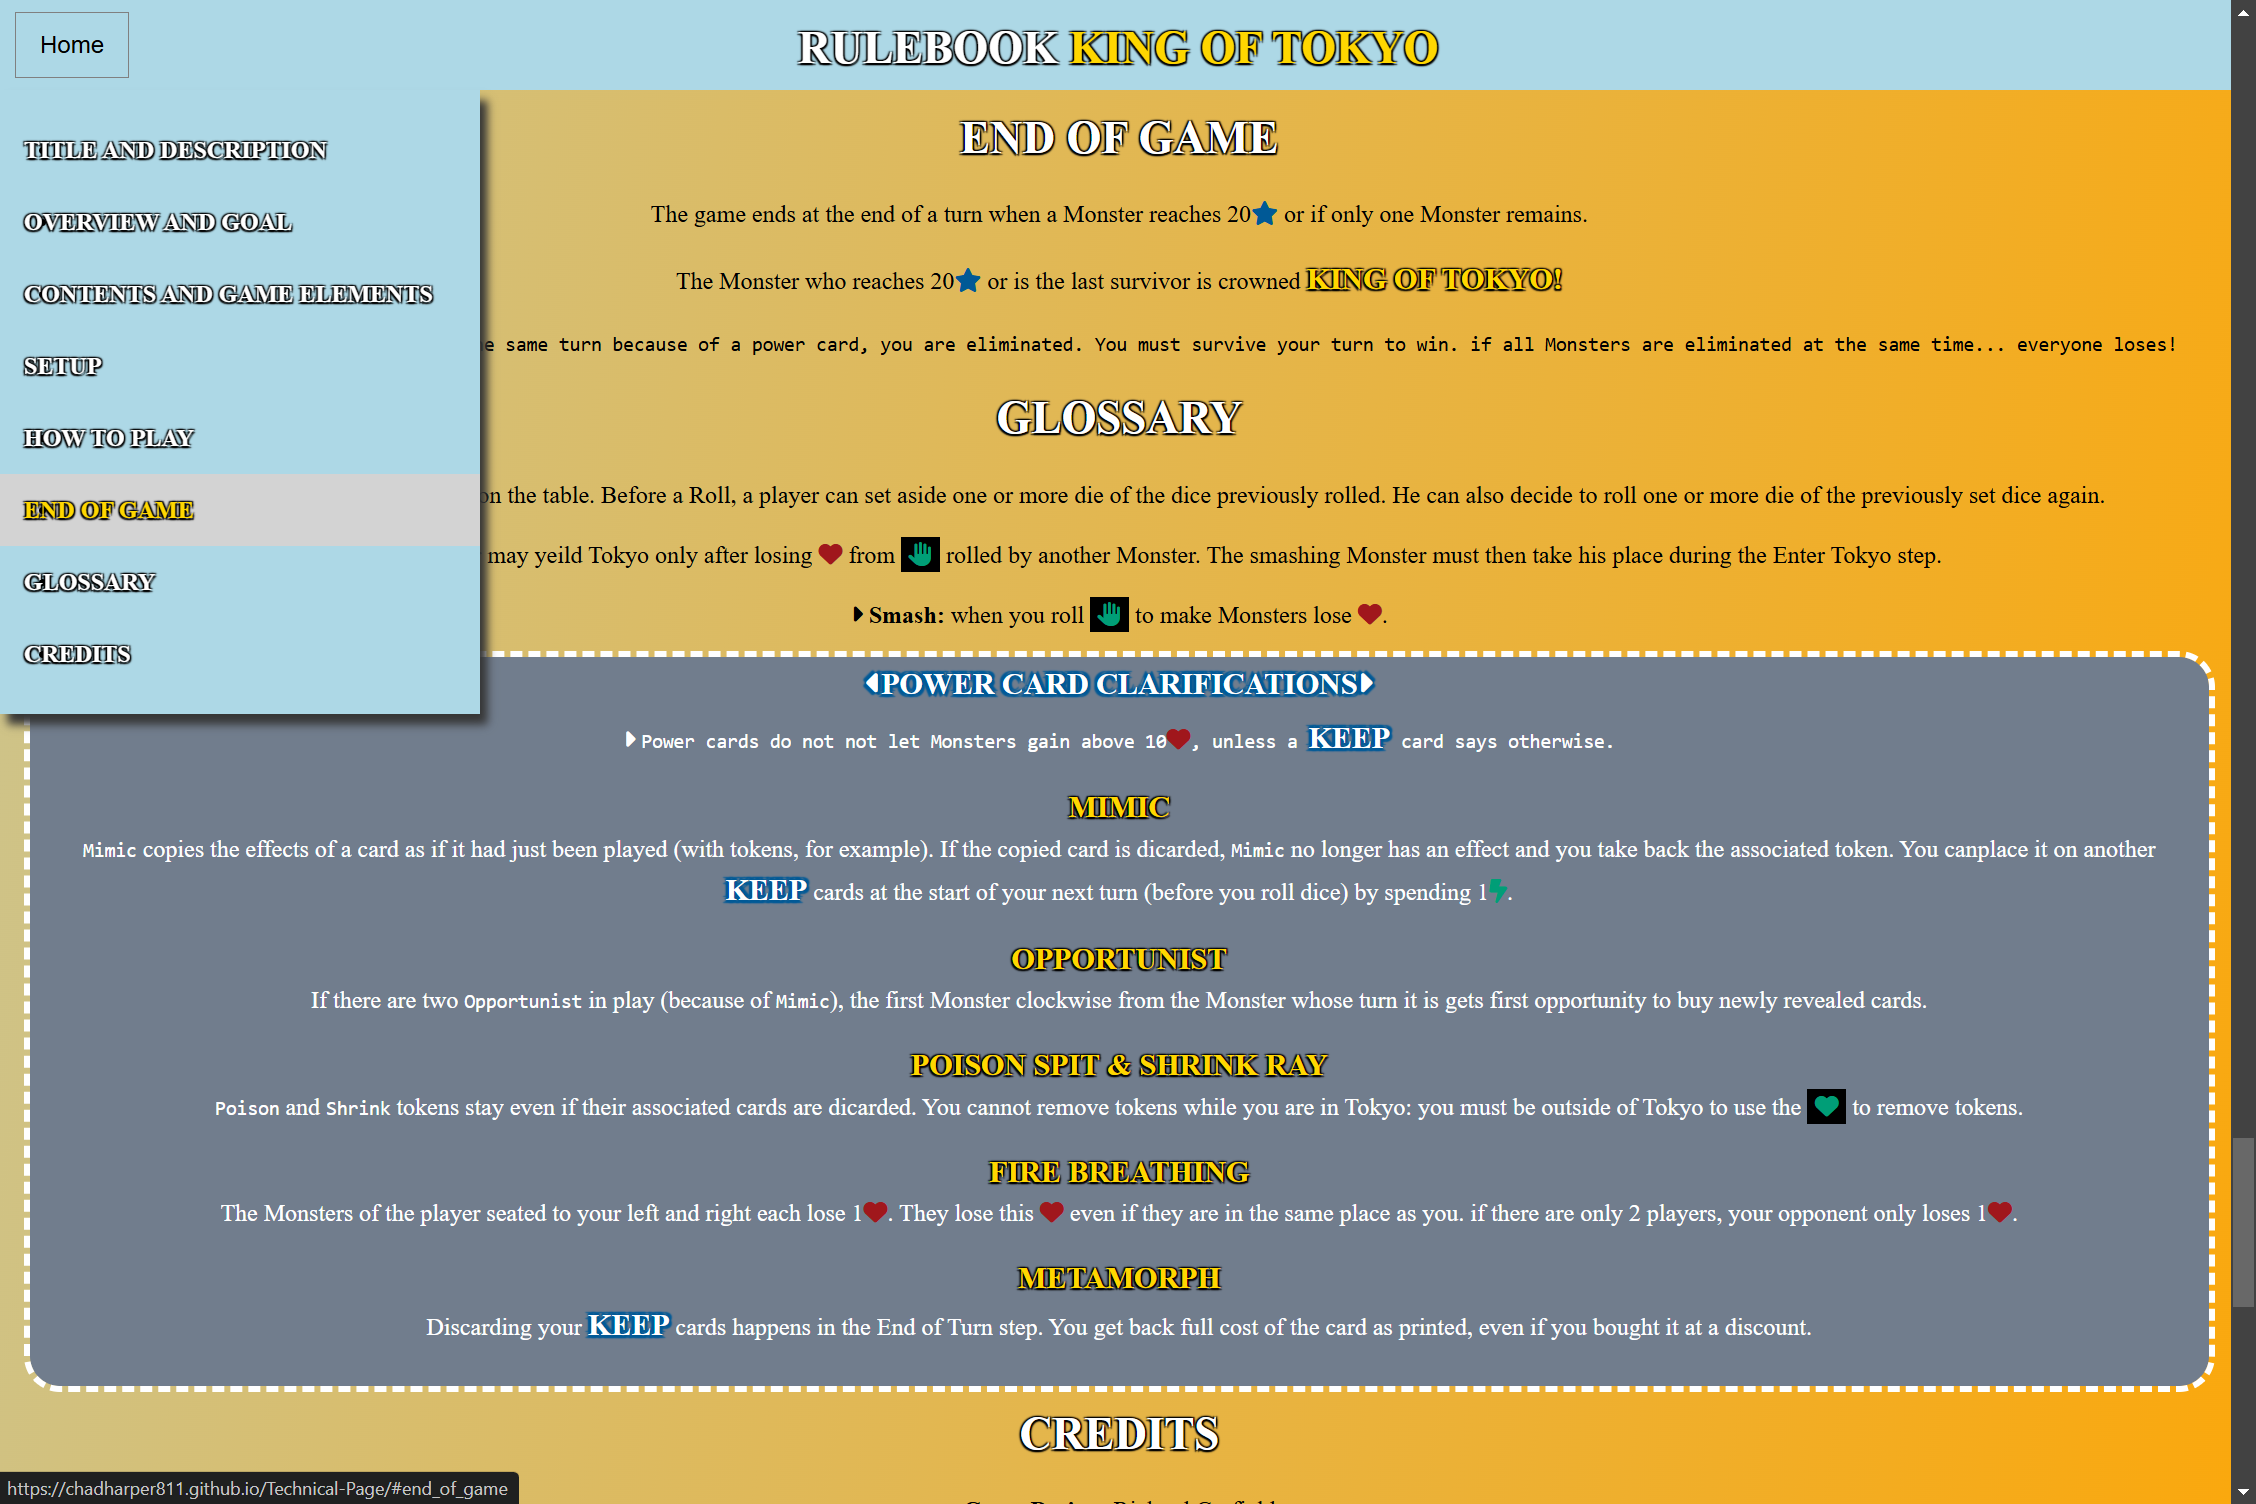 Home
RULEBOOK KING OF TOKYO
TITLE AND DESCRIPTION
OVERVIEW AND GOAL
CONTENTS AND GAME ELEMENTS
SETUP
HOW TO PLAY
END OF GAME
GLOSSARY
CREDITS
END OF GAME
The game ends at the end of a turn when a Monster reaches 20 or if only one Monster remains.
The Monster who reaches 20 or is the last survivor is crowned KING OF TOKYO!
same turn because of a power card, you are eliminated. You must survive your turn to win. if all Monsters are eliminated at the same time... everyone loses!
GLOSSARY
on the table. Before a Roll, a player can set aside one or more die of the dice previously rolled. He can also decide to roll one or more die of the previously set dice again.
may yeild Tokyo only after losing from rolled by another Monster. The smashing Monster must then take his place during the Enter Tokyo step.
Smash: when you roll to make Monsters lose .
POWER CARD CLARIFICATIONS
Power cards do not not let Monsters gain above 10, unless a KEEP card says otherwise.
MIMIC
Mimic copies the effects of a card as if it had just been played (with tokens, for example). If the copied card is dicarded, Mimic no longer has an effect and you take back the associated token. You canplace it on another
KEEP cards at the start of your next turn (before you roll dice) by spending 1.
OPPORTUNIST
If there are two Opportunist in play (because of Mimic), the first Monster clockwise from the Monster whose turn it is gets first opportunity to buy newly revealed cards.
POISON SPIT & SHRINK RAY
Poison and Shrink tokens stay even if their associated cards are dicarded. You cannot remove tokens while you are in Tokyo: you must be outside of Tokyo to use the to remove tokens.
FIRE BREATHING
The Monsters of the player seated to your left and right each lose 1. They lose this even if they are in the same place as you. if there are only 2 players, your opponent only loses 1.
METAMORPH
Discarding your KEEP cards happens in the End of Turn step. You get back full cost of the card as printed, even if you bought it at a discount.
CREDITS
https://chadharper811.github.io/Technical-Page/#end_of_game